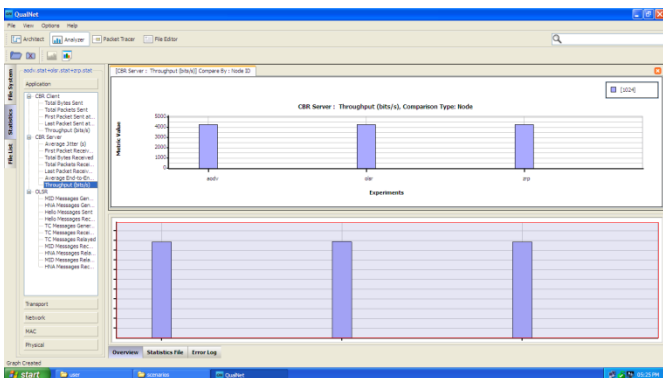 QualNet
File View Options Help
Architect Analyzer Packet Tracer File Editor
File System
Statistics
File List
aodv.stat+olsr.stat+zrp.stat
Application
CBR Client
Total Bytes Sent
Total Packets Sent
First Packet Sent at...
Last Packet Sent at...
Throughput (bits/s)
CBR Server
Average Jitter (s)
First Packet Receiv...
Total Bytes Received
Total Packets Recei...
Last Packet Receiv...
Average End-to-En...
Throughput (bits/s)
OLSR
MID Messages Gen...
HNA Messages Gen...
Hello Messages Sent
Hello Messages Rec...
TC Messages Gener...
TC Messages Recei...
TC Messages Relayed
MID Messages Rec...
HNA Messages Rela...
MID Messages Rela...
HNA Messages Rec...
Transport
Network
MAC
Physical
Graph Created
[CBR Server : Throughput (bits/s)] Compare By : Node ID
[1024]
CBR Server : Throughput (bits/s), Comparison Type: Node
Metric Value
5000
4000
3000
2000
1000
0
aodv olsr zrp
Experiments
Overview Statistics File Error Log
start user scenarios QualNet 09:25 PM